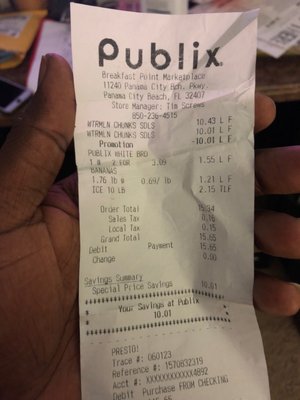 Publix
Breakfast Point Marketplace
11240 Panama City Bch. Pkwy.
Panama City Beach, FL 32407
Store Manager: Tim Screws
850-236-4515
WTRMLN CHUNKS SDLS 10.43 L F
WTRMLN CHUNKS SDLS 10.01 L F
Promotion -10.01 L F
PUBLIX WHITE BRD
1 @ 2 FOR 3.09 1.55 L F
BANANAS
1.76 lb @ 0.69/ lb 1.21 L F
ICE 10 LB 2.15 TLF
Order Total 15.34
Sales Tax 0.16
Local Tax 0.15
Grand Total 15.65
Debit Payment 15.65
Change 0.00
Savings Summary
Special Price Savings 10.01
**********************************
* Your Savings at Publix *
* 10.01 *
**********************************
PRESTO!
Trace #: 060123
Reference #: 1570832319
Acct #: XXXXXXXXXXXX4892
Debit Purchase FROM CHECKING